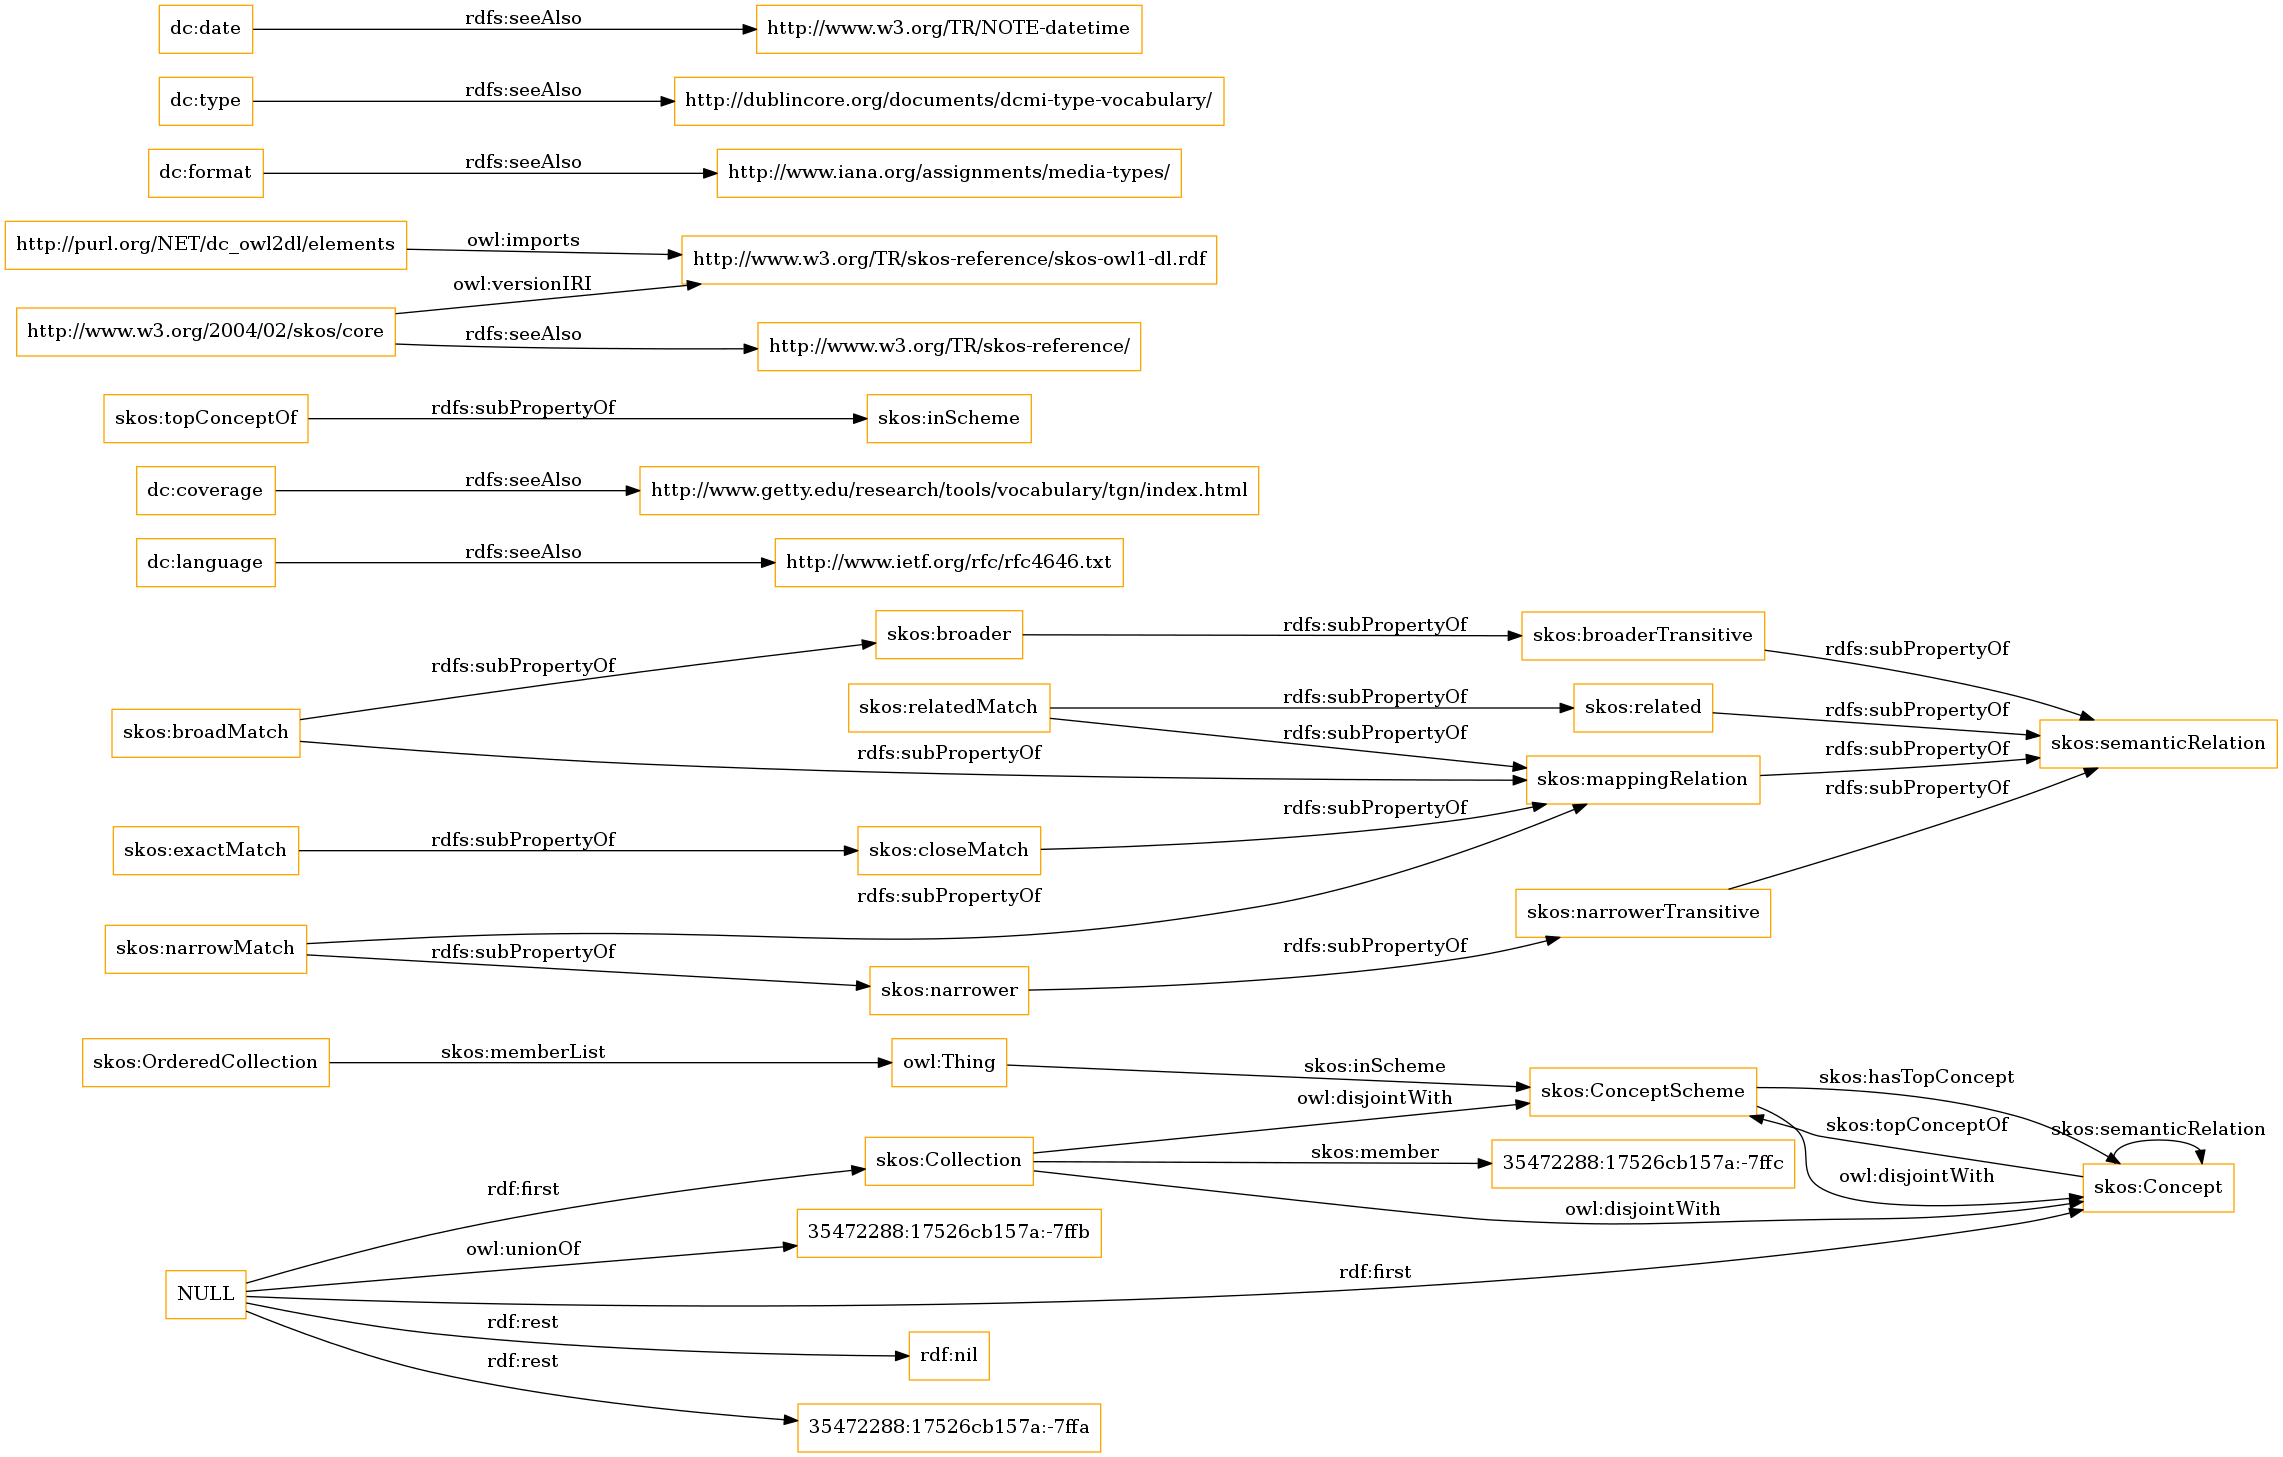 dc:date
rdfs:seeAlso
http://www.w3.org/TR/NOTE-datetime
dc:type
rdfs:seeAlso
http://dublincore.org/documents/dcmi-type-vocabulary/
dc:format
rdfs:seeAlso
http://www.iana.org/assignments/media-types/
http://purl.org/NET/dc_owl2dl/elements
owl:imports
http://www.w3.org/TR/skos-reference/skos-owl1-dl.rdf
owl:versionIRI
http://www.w3.org/2004/02/skos/core
rdfs:seeAlso
http://www.w3.org/TR/skos-reference/
skos:topConceptOf
rdfs:subPropertyOf
skos:inScheme
dc:coverage
rdfs:seeAlso
http://www.getty.edu/research/tools/vocabulary/tgn/index.html
dc:language
rdfs:seeAlso
http://www.ietf.org/rfc/rfc4646.txt
skos:broader
rdfs:subPropertyOf
skos:broaderTransitive
rdfs:subPropertyOf
rdfs:subPropertyOf
skos:broadMatch
rdfs:subPropertyOf
skos:relatedMatch
rdfs:subPropertyOf
skos:related
rdfs:subPropertyOf
rdfs:subPropertyOf
skos:mappingRelation
rdfs:subPropertyOf
skos:semanticRelation
rdfs:subPropertyOf
skos:exactMatch
rdfs:subPropertyOf
skos:closeMatch
rdfs:subPropertyOf
rdfs:subPropertyOf
skos:narrowMatch
rdfs:subPropertyOf
skos:narrower
rdfs:subPropertyOf
skos:narrowerTransitive
skos:OrderedCollection
skos:memberList
owl:Thing
skos:inScheme
skos:ConceptScheme
skos:hasTopConcept
owl:disjointWith
skos:topConceptOf
skos:semanticRelation
skos:Collection
skos:member
35472288:17526cb157a:-7ffc
owl:disjointWith
skos:Concept
owl:disjointWith
rdf:first
owl:unionOf
35472288:17526cb157a:-7ffb
NULL
rdf:first
rdf:rest
rdf:nil
rdf:rest
35472288:17526cb157a:-7ffa